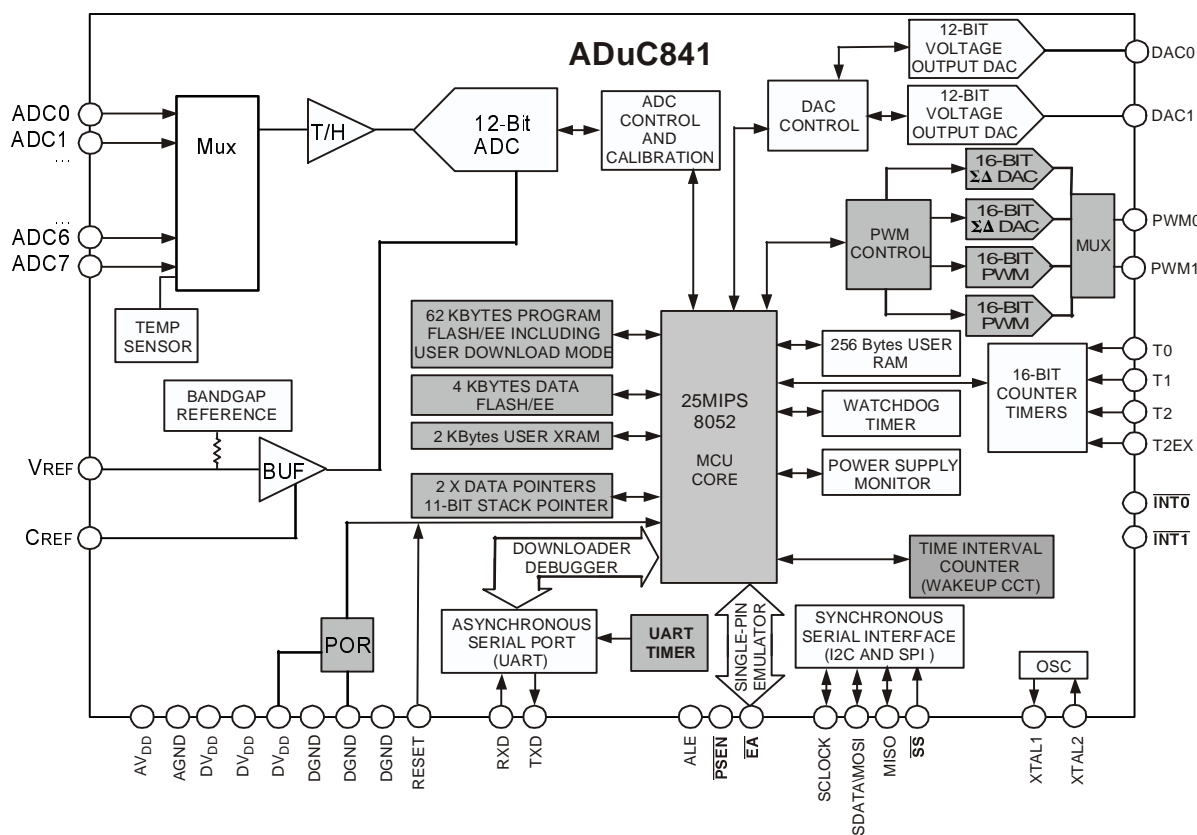 ADuC841
ADC0
ADC1
...
...
ADC6
ADC7
Mux
T/H
12-Bit
ADC
ADC
CONTROL
AND
CALIBRATION
DAC
CONTROL
12-BIT
VOLTAGE
OUTPUT DAC
12-BIT
VOLTAGE
OUTPUT DAC
DAC0
DAC1
PWM
CONTROL
16-BIT
ΣΔ DAC
16-BIT
ΣΔ DAC
16-BIT
PWM
16-BIT
PWM
MUX
PWM0
PWM1
TEMP
SENSOR
BANDGAP
REFERENCE
VREF
BUF
CREF
62 KBYTES PROGRAM
FLASH/EE INCLUDING
USER DOWNLOAD MODE
4 KBYTES DATA
FLASH/EE
2 KBytes USER XRAM
2 X DATA POINTERS
11-BIT STACK POINTER
25MIPS
8052
MCU
CORE
256 Bytes USER
RAM
WATCHDOG
TIMER
POWER SUPPLY
MONITOR
16-BIT
COUNTER
TIMERS
T0
T1
T2
T2EX
INT0
INT1
TIME INTERVAL
COUNTER
(WAKEUP CCT)
DOWNLOADER
DEBUGGER
POR
ASYNCHRONOUS
SERIAL PORT
(UART)
UART
TIMER
SINGLE-PIN
EMULATOR
SYNCHRONOUS
SERIAL INTERFACE
(I2C AND SPI )
OSC
AVDD
AGND
DVDD
DVDD
DVDD
DGND
DGND
DGND
RESET
RXD
TXD
ALE
PSEN
EA
SCLOCK
SDATA\MOSI
MISO
SS
XTAL1
XTAL2